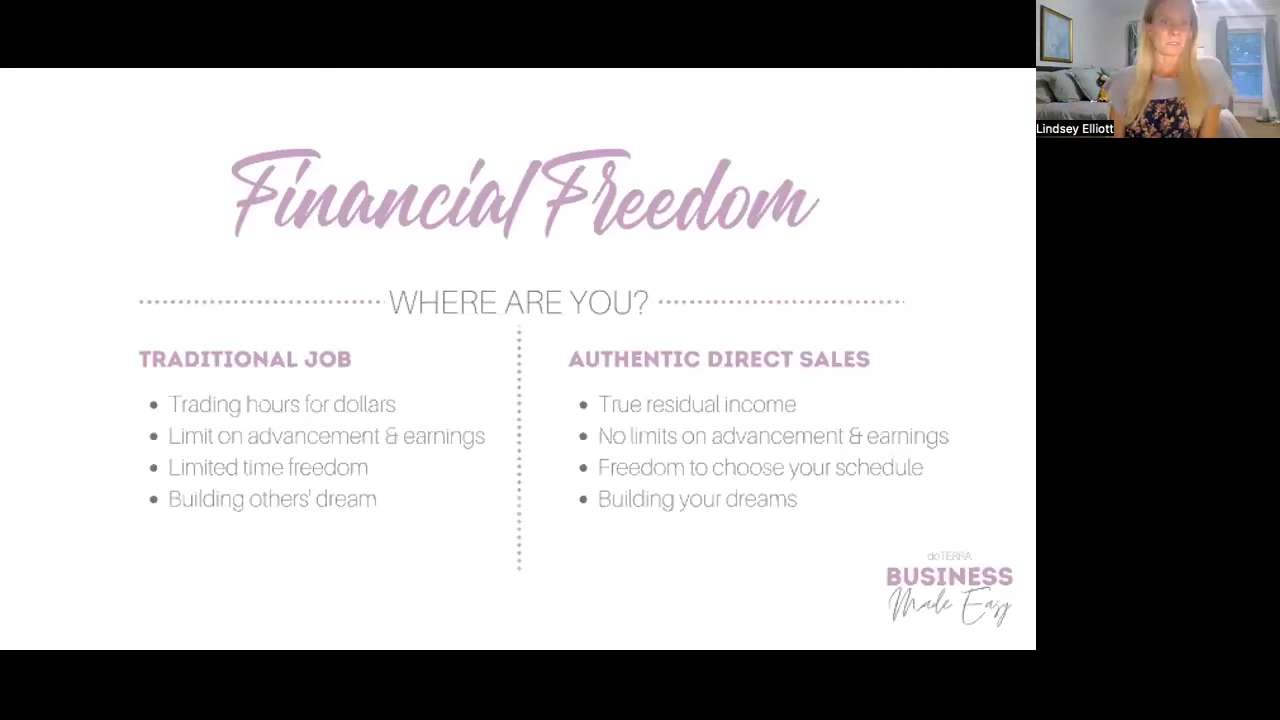 Lindsey Elliott
Financial Freedom
WHERE ARE YOU?
TRADITIONAL JOB
• Trading hours for dollars
• Limit on advancement & earnings
• Limited time freedom
• Building others' dream
AUTHENTIC DIRECT SALES
• True residual income
• No limits on advancement & earnings
• Freedom to choose your schedule
• Building your dreams
doTERRA
BUSINESS
Made Easy